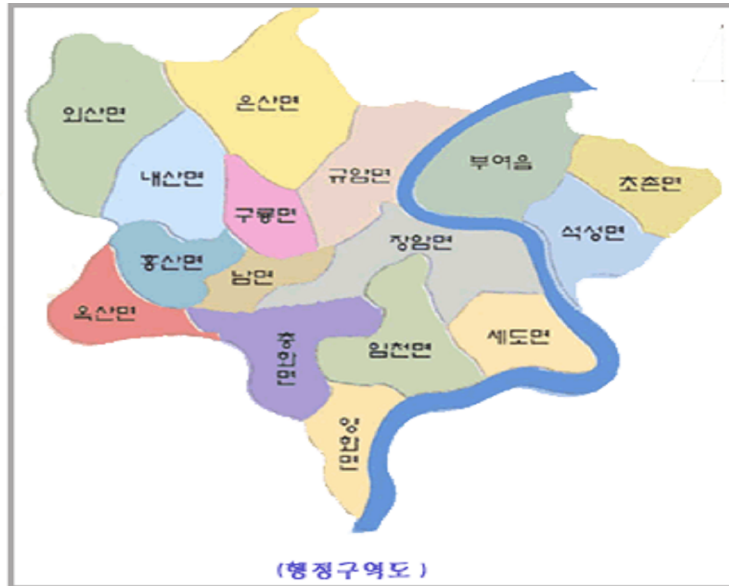 외산면
은산면
내산면
구룡면
규암면
부여읍
초촌면
석성면
홍산면
남면
장암면
옥산면
충화면
임천면
세도면
양화면
(행정구역도)